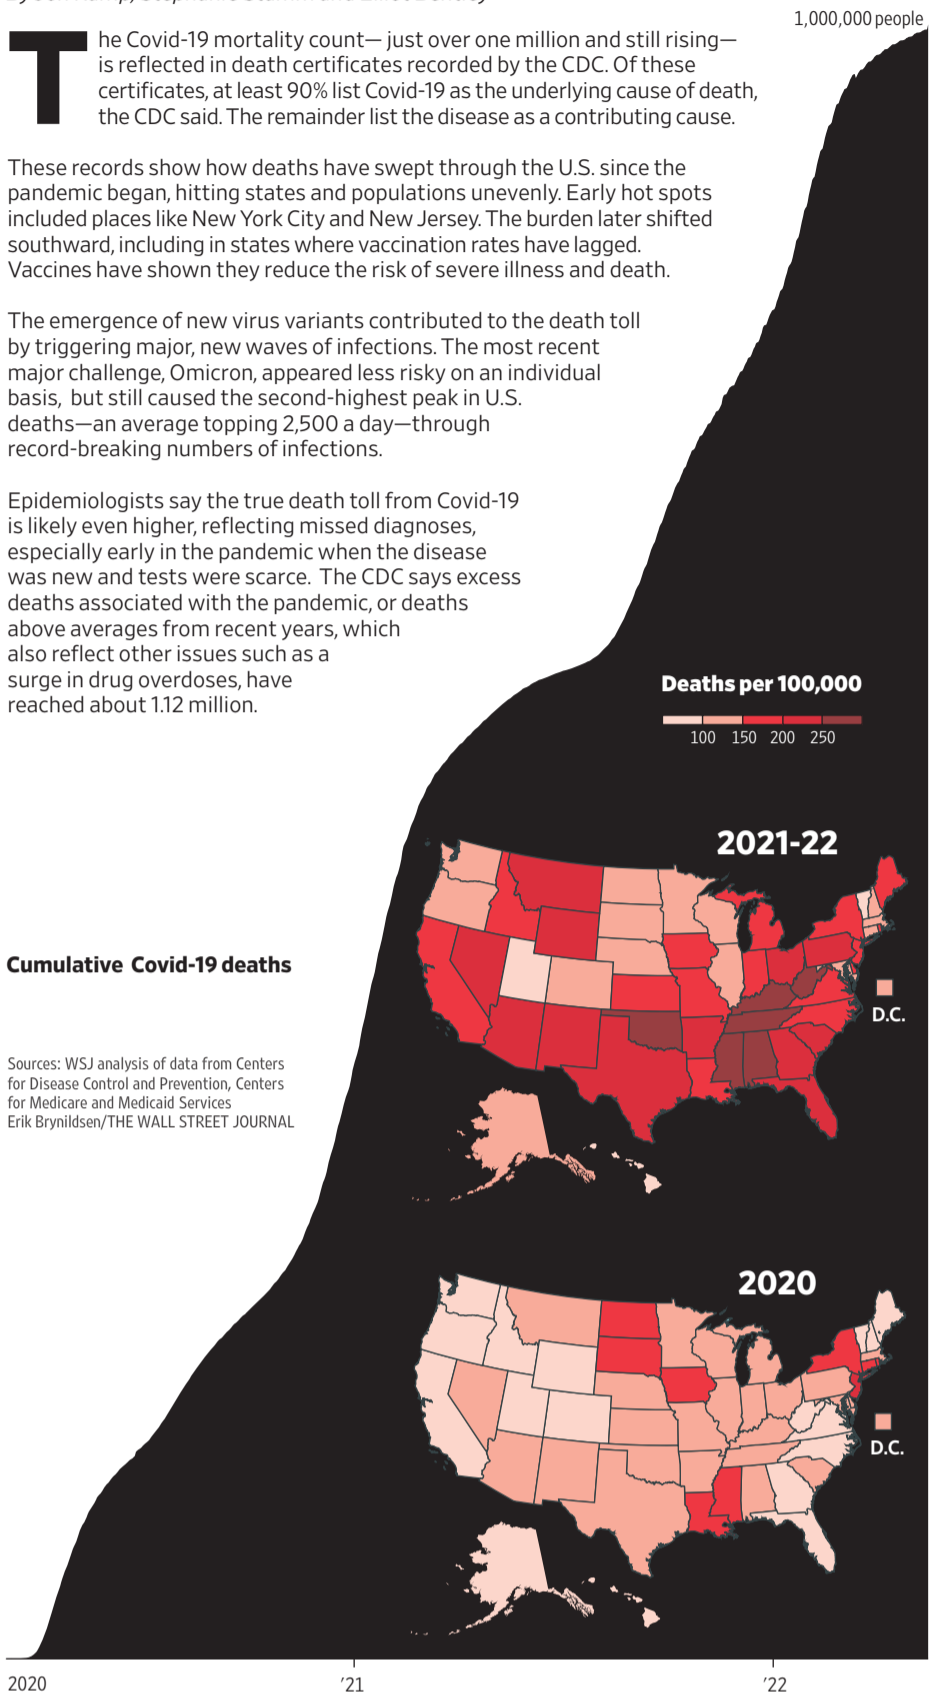 1,000,000 people
The Covid-19 mortality count— just over one million and still rising—
is reflected in death certificates recorded by the CDC. Of these
certificates, at least 90% list Covid-19 as the underlying cause of death,
the CDC said. The remainder list the disease as a contributing cause.
These records show how deaths have swept through the U.S. since the
pandemic began, hitting states and populations unevenly. Early hot spots
included places like New York City and New Jersey. The burden later shifted
southward, including in states where vaccination rates have lagged.
Vaccines have shown they reduce the risk of severe illness and death.
The emergence of new virus variants contributed to the death toll
by triggering major, new waves of infections. The most recent
major challenge, Omicron, appeared less risky on an individual
basis, but still caused the second-highest peak in U.S.
deaths—an average topping 2,500 a day—through
record-breaking numbers of infections.
Epidemiologists say the true death toll from Covid-19
is likely even higher, reflecting missed diagnoses,
especially early in the pandemic when the disease
was new and tests were scarce. The CDC says excess
deaths associated with the pandemic, or deaths
above averages from recent years, which
also reflect other issues such as a
surge in drug overdoses, have
reached about 1.12 million.
Deaths per 100,000
100 150 200 250
2021-22
D.C.
Cumulative Covid-19 deaths
Sources: WSJ analysis of data from Centers
for Disease Control and Prevention, Centers
for Medicare and Medicaid Services
Erik Brynildsen/THE WALL STREET JOURNAL
2020
D.C.
2020 '21 '22